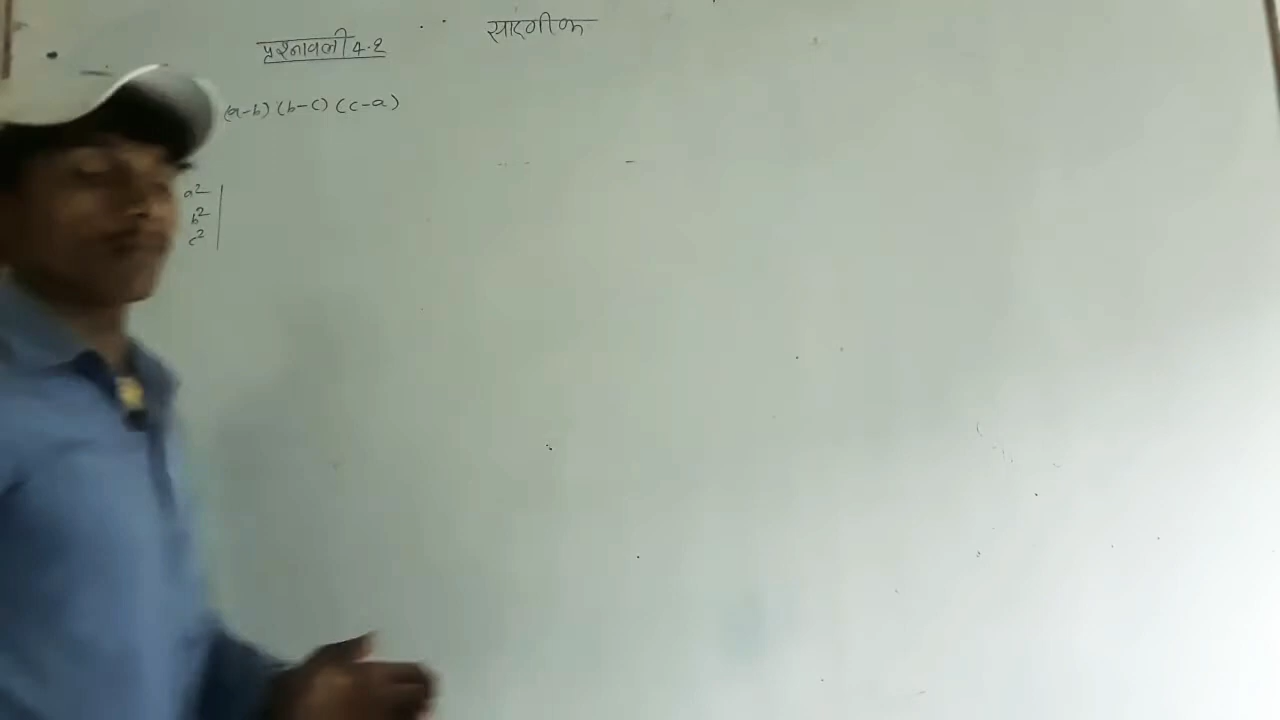 सारणीक
प्रश्नावली 4.2
(a-b) (b-c) (c-a)
a²
b²
c²